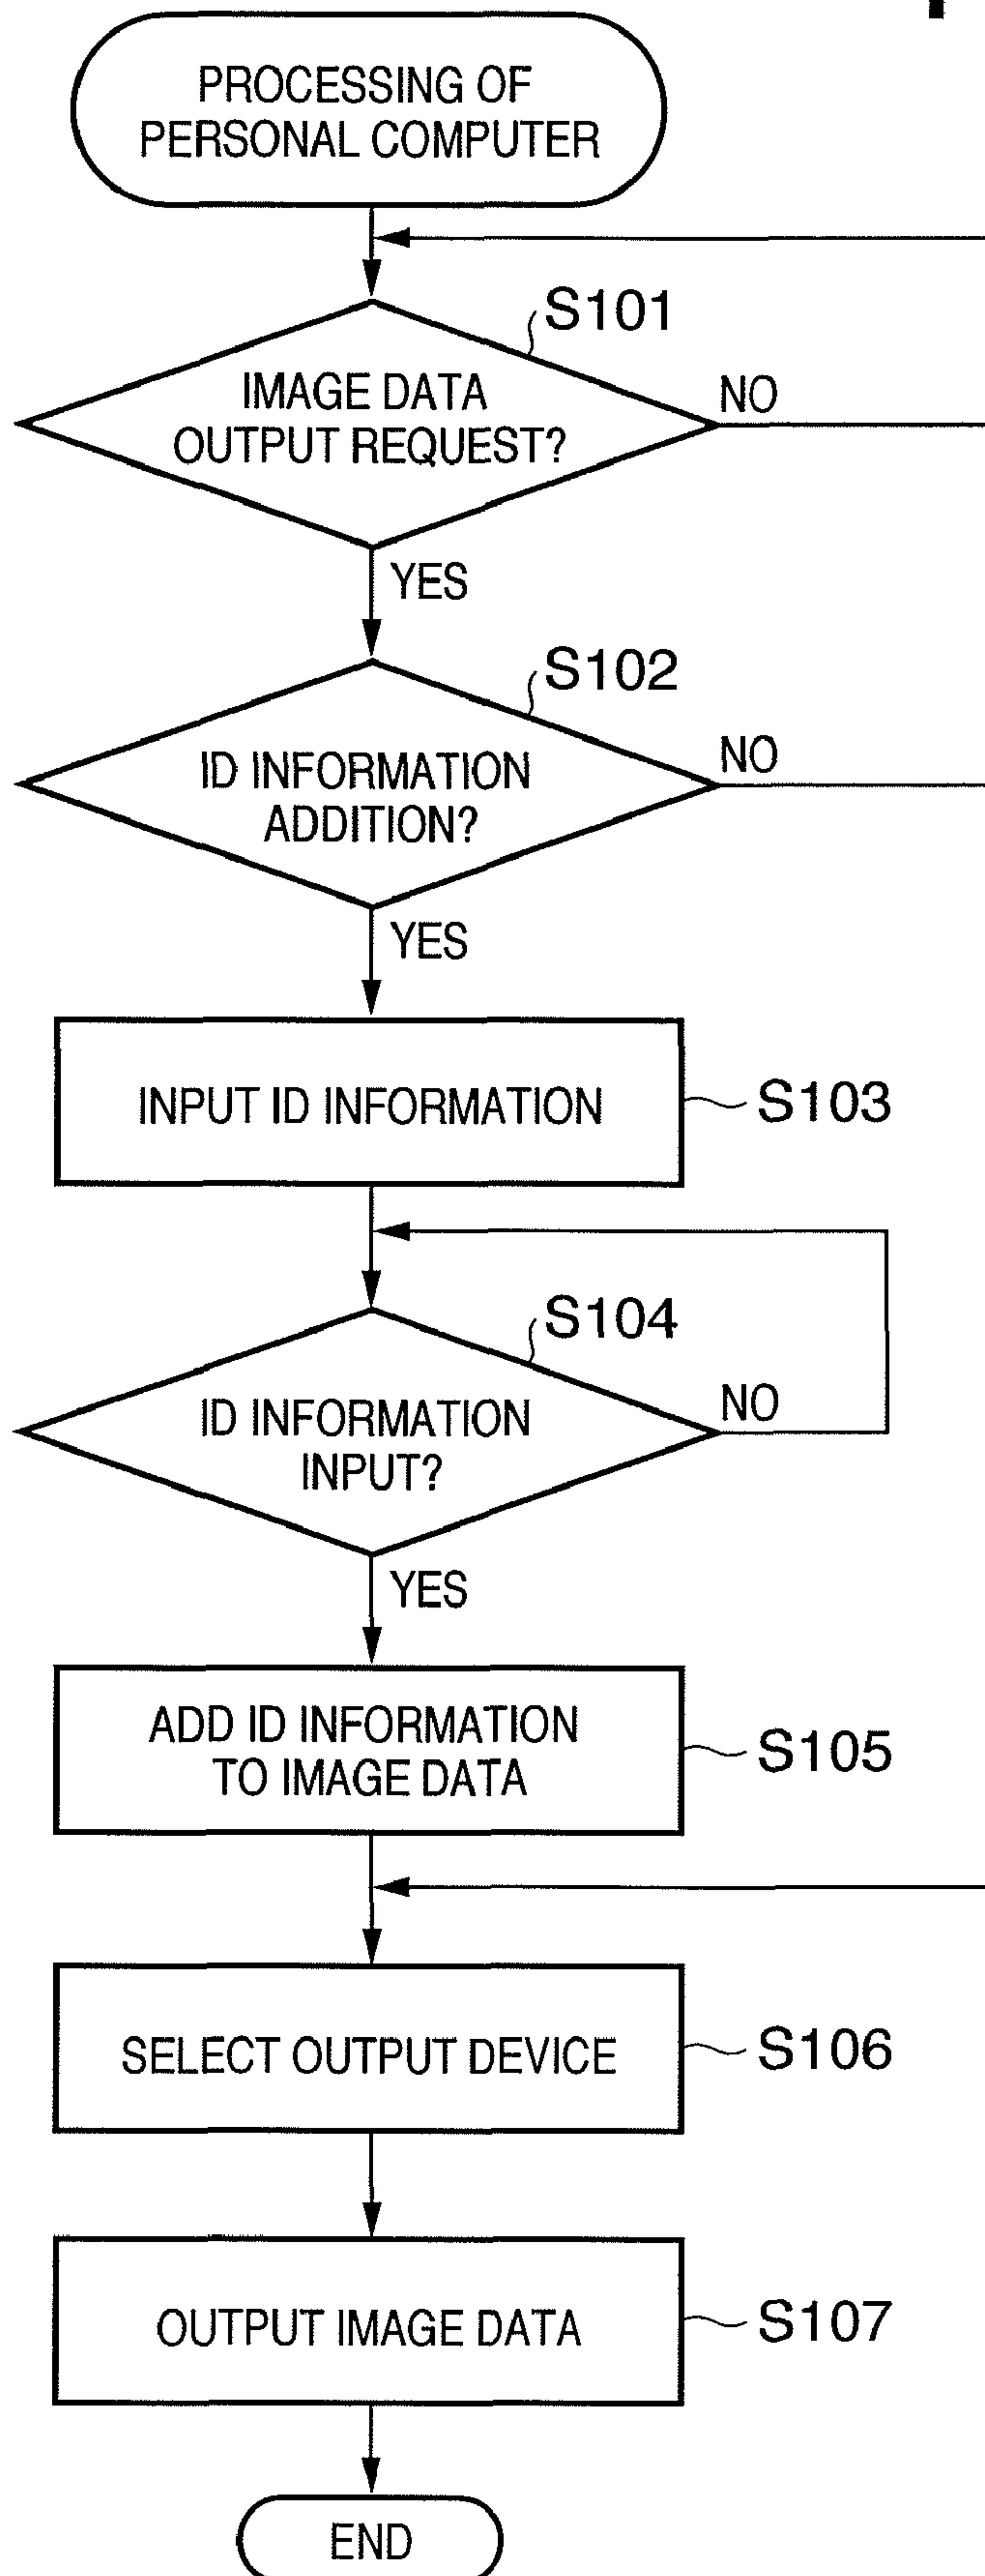 PROCESSING OF
PERSONAL COMPUTER
S101
IMAGE DATA
OUTPUT REQUEST?
NO
YES
S102
ID INFORMATION
ADDITION?
NO
YES
INPUT ID INFORMATION
S103
S104
ID INFORMATION
INPUT?
NO
YES
ADD ID INFORMATION
TO IMAGE DATA
S105
SELECT OUTPUT DEVICE
S106
OUTPUT IMAGE DATA
S107
END